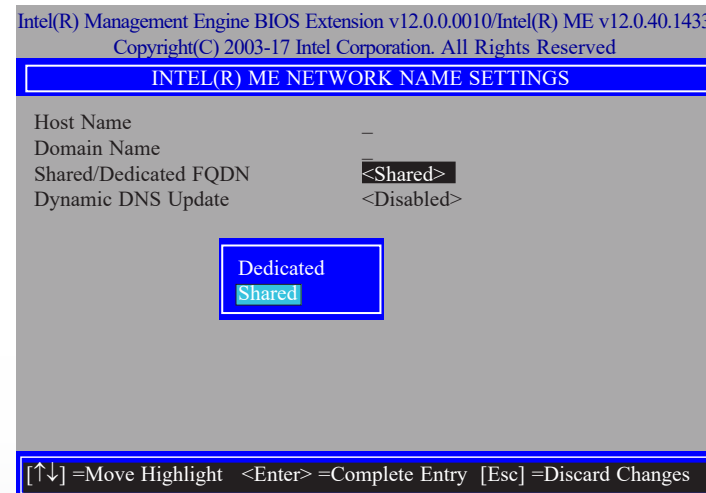 Intel(R) Management Engine BIOS Extension v12.0.0.0010/Intel(R) ME v12.0.40.1433
Copyright(C) 2003-17 Intel Corporation. All Rights Reserved
INTEL(R) ME NETWORK NAME SETTINGS
Host Name _
Domain Name _
Shared/Dedicated FQDN <Shared>
Dynamic DNS Update <Disabled>
Dedicated
Shared
[↑↓] =Move Highlight <Enter> =Complete Entry [Esc] =Discard Changes